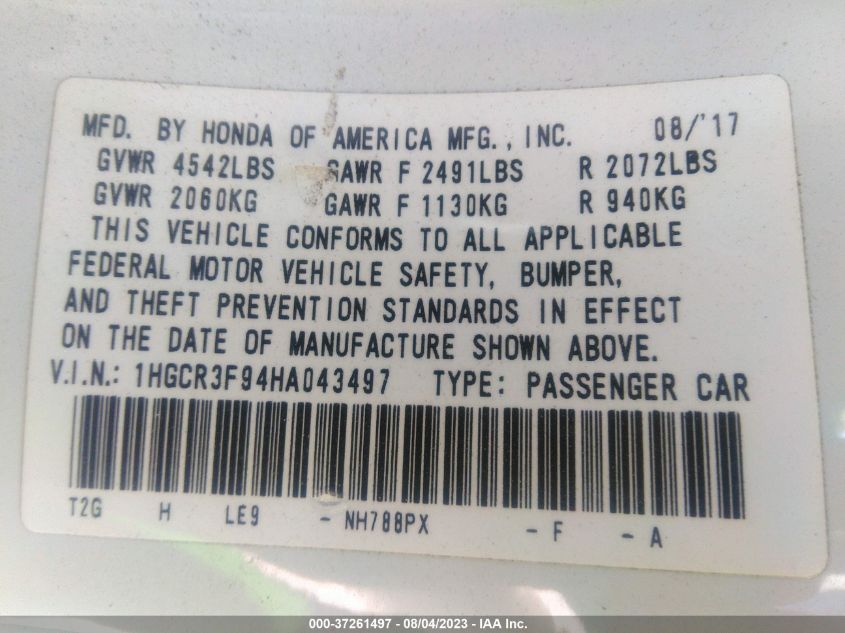 MFD. BY HONDA OF AMERICA MFG., INC. 08/'17
GVWR 4542LBS GAWR F 2491LBS R 2072LBS
GVWR 2060KG GAWR F 1130KG R 940KG
THIS VEHICLE CONFORMS TO ALL APPLICABLE
FEDERAL MOTOR VEHICLE SAFETY, BUMPER,
AND THEFT PREVENTION STANDARDS IN EFFECT
ON THE DATE OF MANUFACTURE SHOWN ABOVE.
V.I.N.: 1HGCR3F94HA043497 TYPE: PASSENGER CAR
T2G H LE9 - NH788PX - F - A
000-37261497 - 08/04/2023 - IAA Inc.